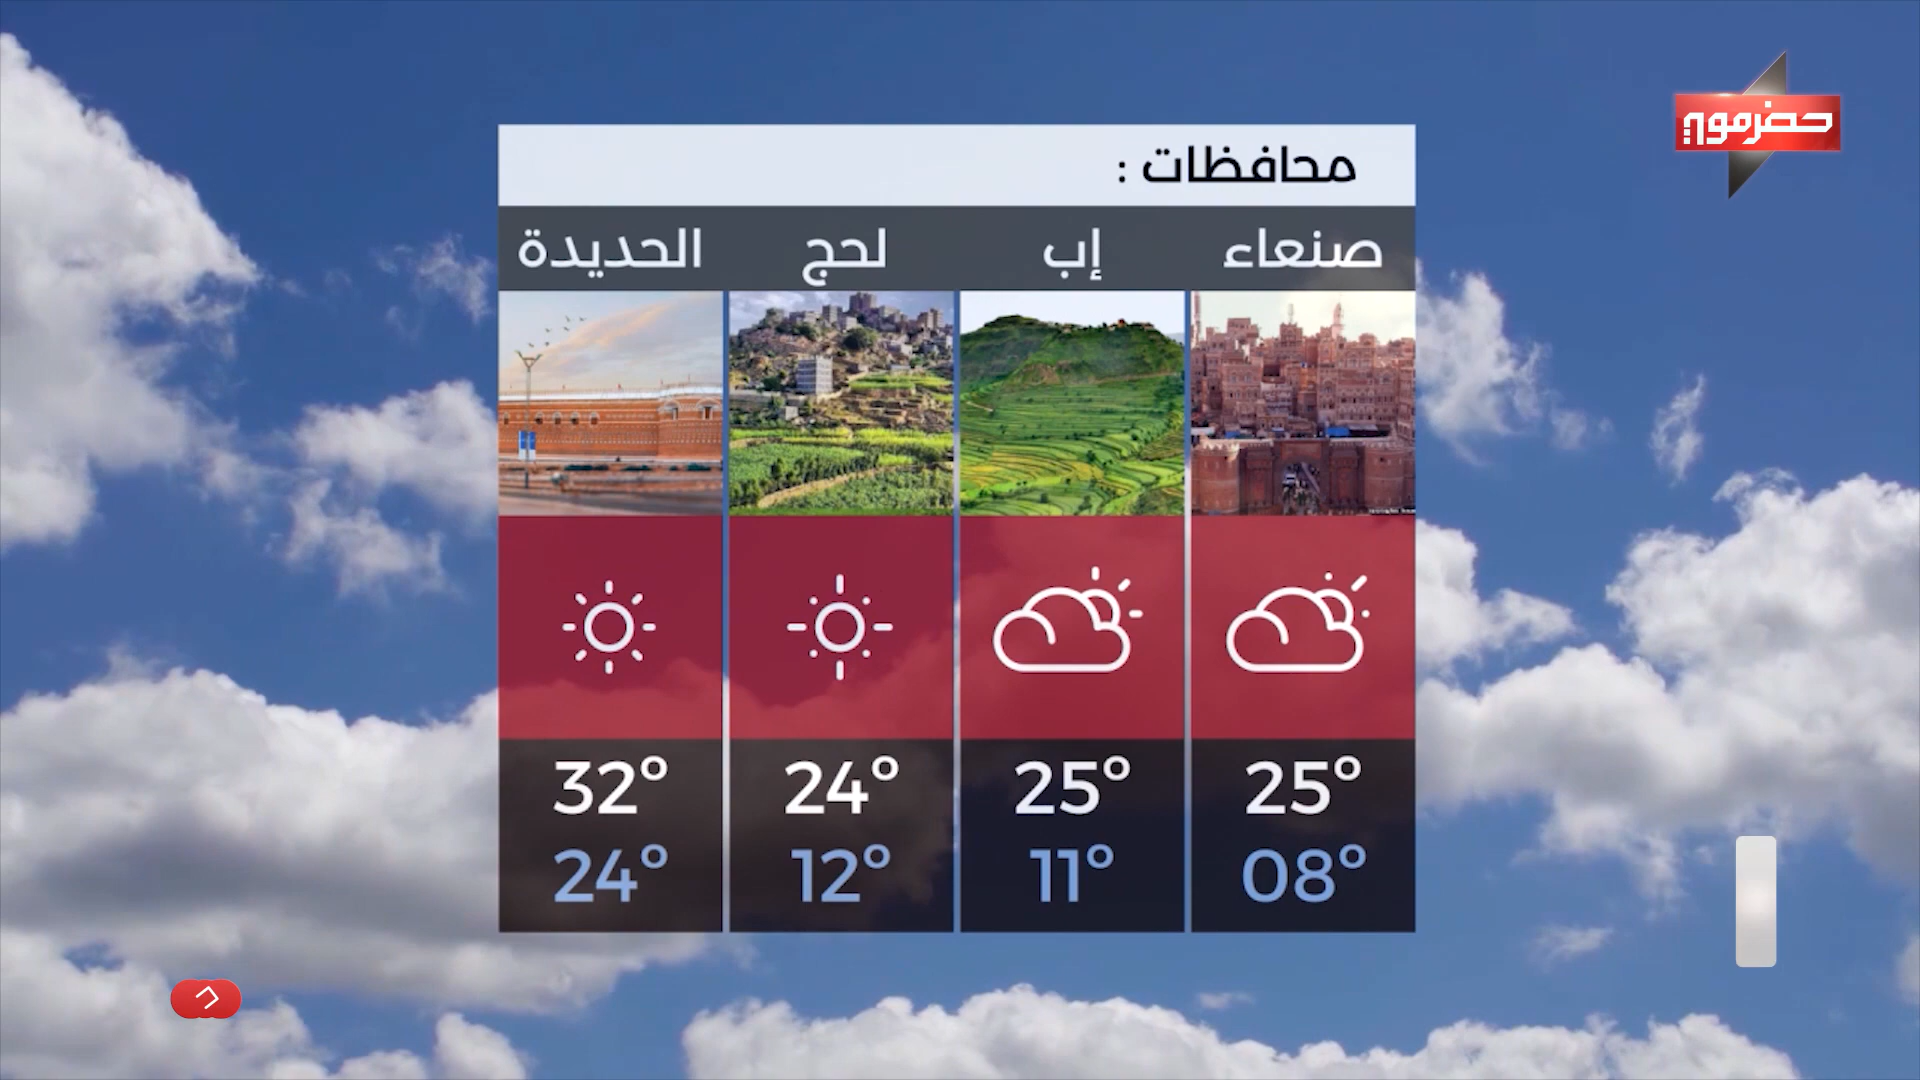 حضرموت
محافظات :
صنعاء إب لحج الحديدة
25° 25° 24° 32°
08° 11° 12° 24°